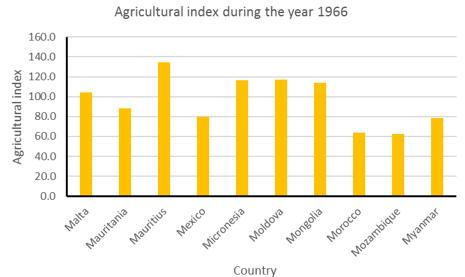 Agricultural index during the year 1966
160.0
140.0
120.0
100.0
80.0
60.0
40.0
20.0
0.0
Agricultural index
Malta
Mauritania
Mauritius
Mexico
Micronesia
Moldova
Mongolia
Morocco
Mozambique
Myanmar
Country